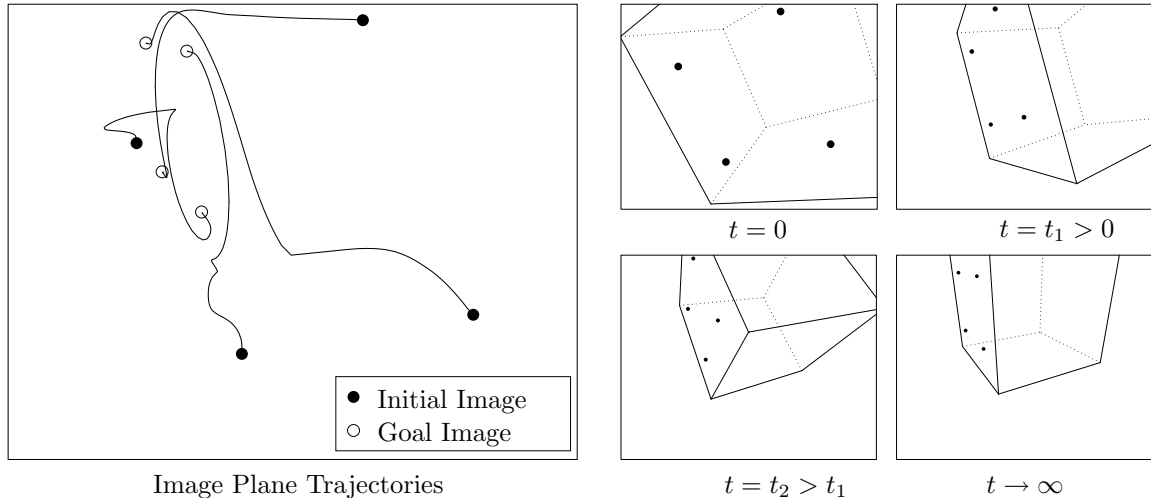 Initial Image
Goal Image
Image Plane Trajectories
t = 0
t = t₁ > 0
t = t₂ > t₁
t → ∞